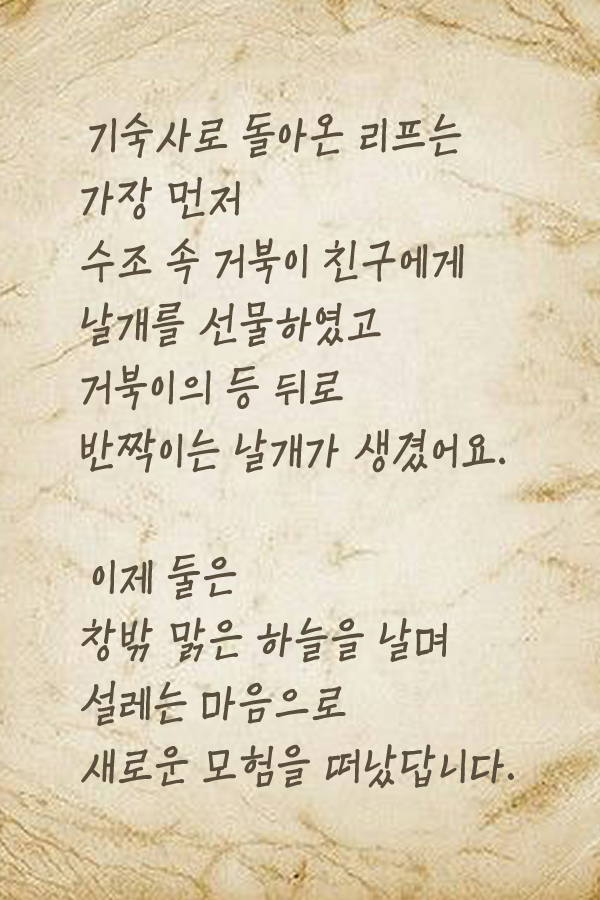 기숙사로 돌아온 리프는
가장 먼저
수조 속 거북이 친구에게
날개를 선물하였고
거북이의 등 뒤로
반짝이는 날개가 생겼어요.
이제 둘은
창밖 맑은 하늘을 날며
설레는 마음으로
새로운 모험을 떠났답니다.